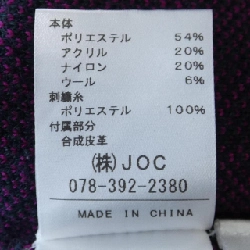 本体
ポリエステル 54%
アクリル 20%
ナイロン 20%
ウール 6%
刺繍糸
ポリエステル 100%
付属部分
合成皮革
(株)JOC
078-392-2380
MADE IN CHINA